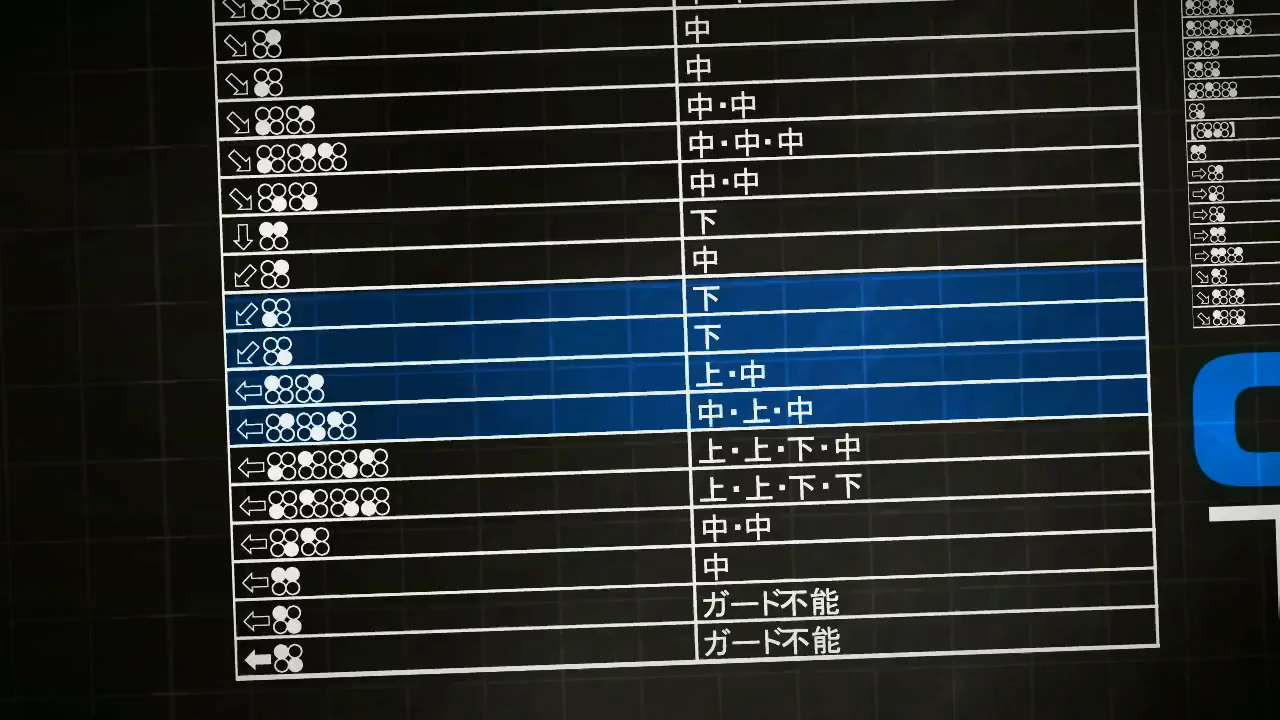 中
中
中・中
中・中・中
中・中
下
中
下
下
上・中
中・上・中
上・上・下・中
上・上・下・下
中・中
中
ガード不能
ガード不能